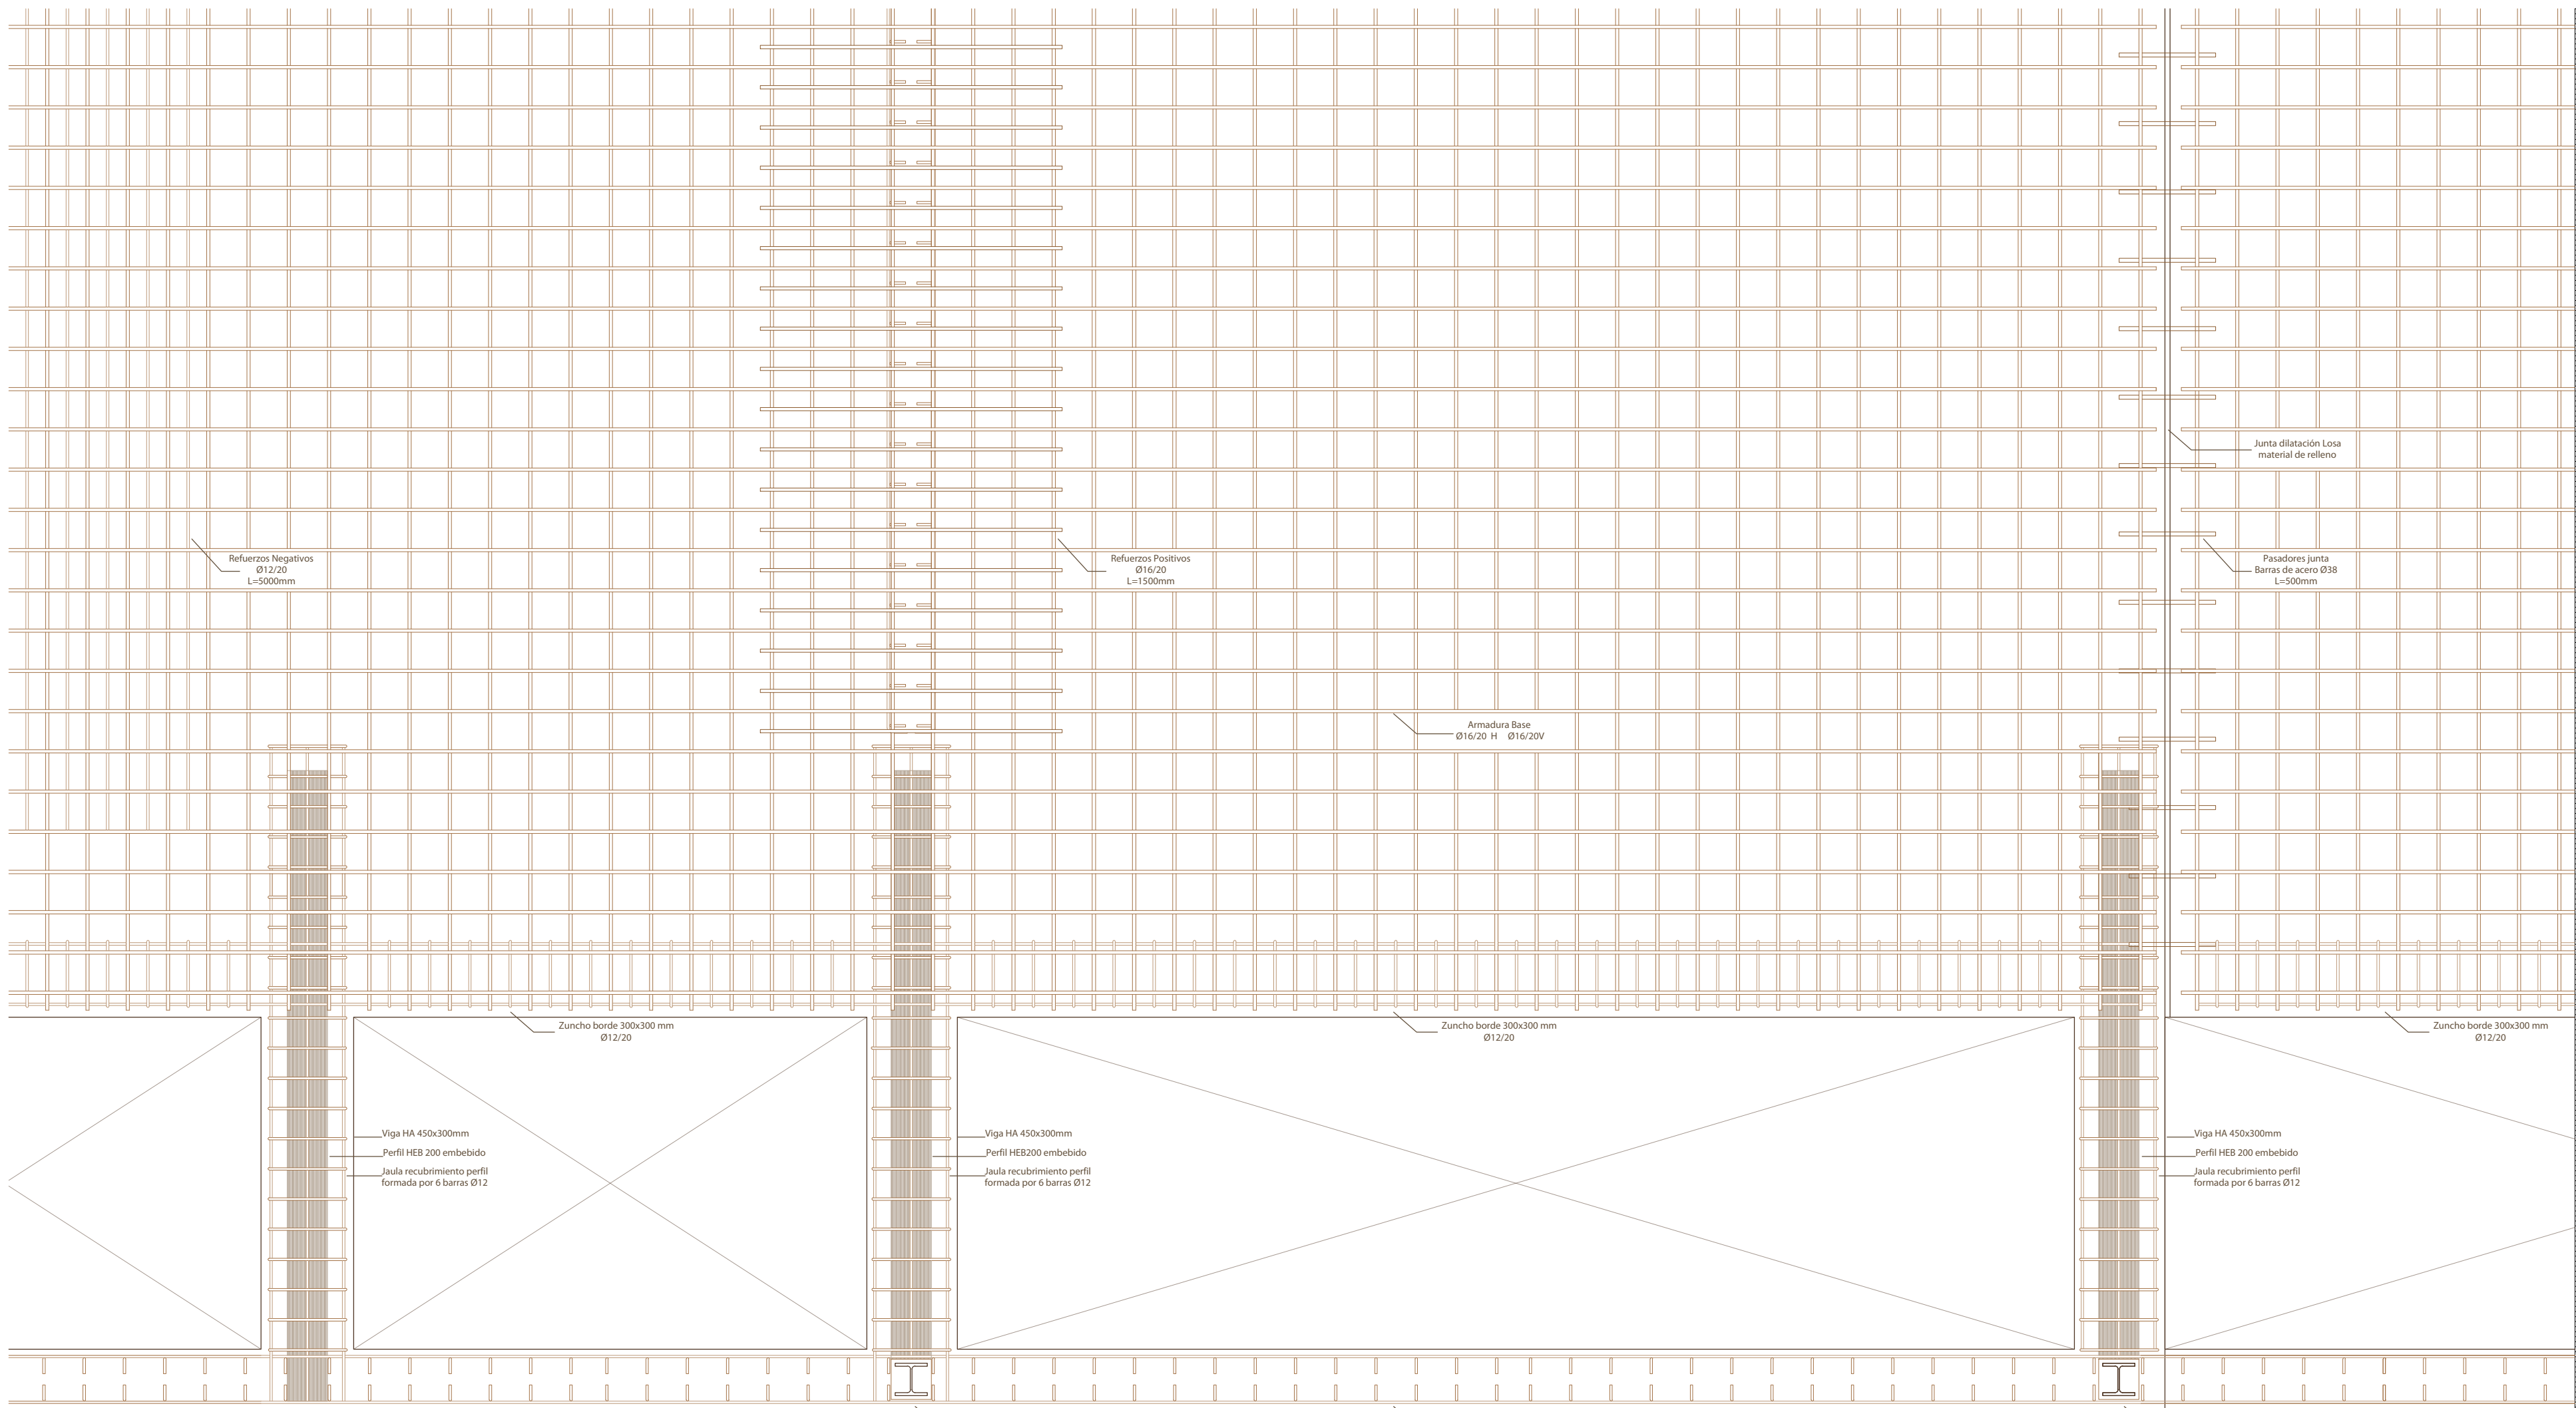 Junta dilatación Losa
material de relleno
Refuerzos Negativos
Ø12/20
L=5000mm
Refuerzos Positivos
Ø16/20
L=1500mm
Pasadores junta
Barras de acero Ø38
L=500mm
Armadura Base
Ø16/20 H Ø16/20V
Zuncho borde 300x300 mm
Ø12/20
Zuncho borde 300x300 mm
Ø12/20
Zuncho borde 300x300 mm
Ø12/20
Viga HA 450x300mm
Perfil HEB 200 embebido
Jaula recubrimiento perfil
formada por 6 barras Ø12
Viga HA 450x300mm
Perfil HEB200 embebido
Jaula recubrimiento perfil
formada por 6 barras Ø12
Viga HA 450x300mm
Perfil HEB 200 embebido
Jaula recubrimiento perfil
formada por 6 barras Ø12